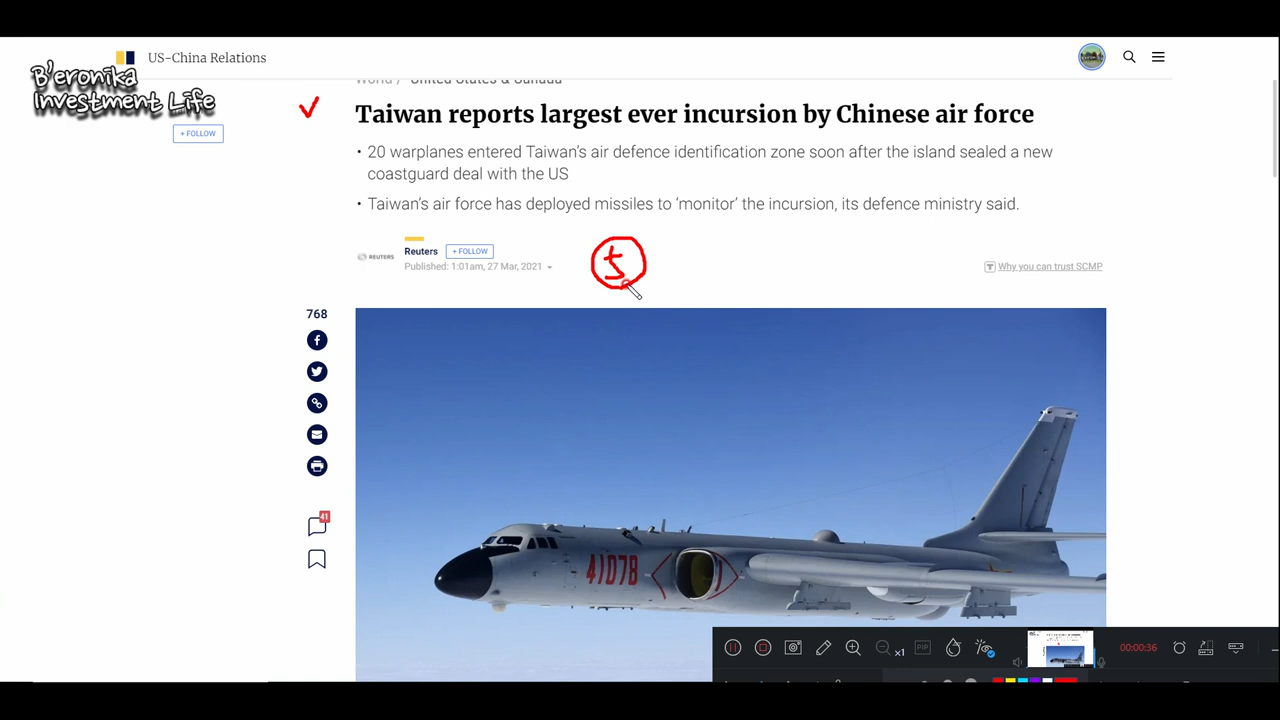 US-China Relations
B'eronika
Investment Life
+ FOLLOW
World / United States & Canada
Taiwan reports largest ever incursion by Chinese air force
• 20 warplanes entered Taiwan's air defence identification zone soon after the island sealed a new
coastguard deal with the US
• Taiwan's air force has deployed missiles to 'monitor' the incursion, its defence ministry said.
REUTERS
Reuters + FOLLOW
Published: 1:01am, 27 Mar, 2021
5
Why you can trust SCMP
768
41
41078
PIP
x1
0:00:36